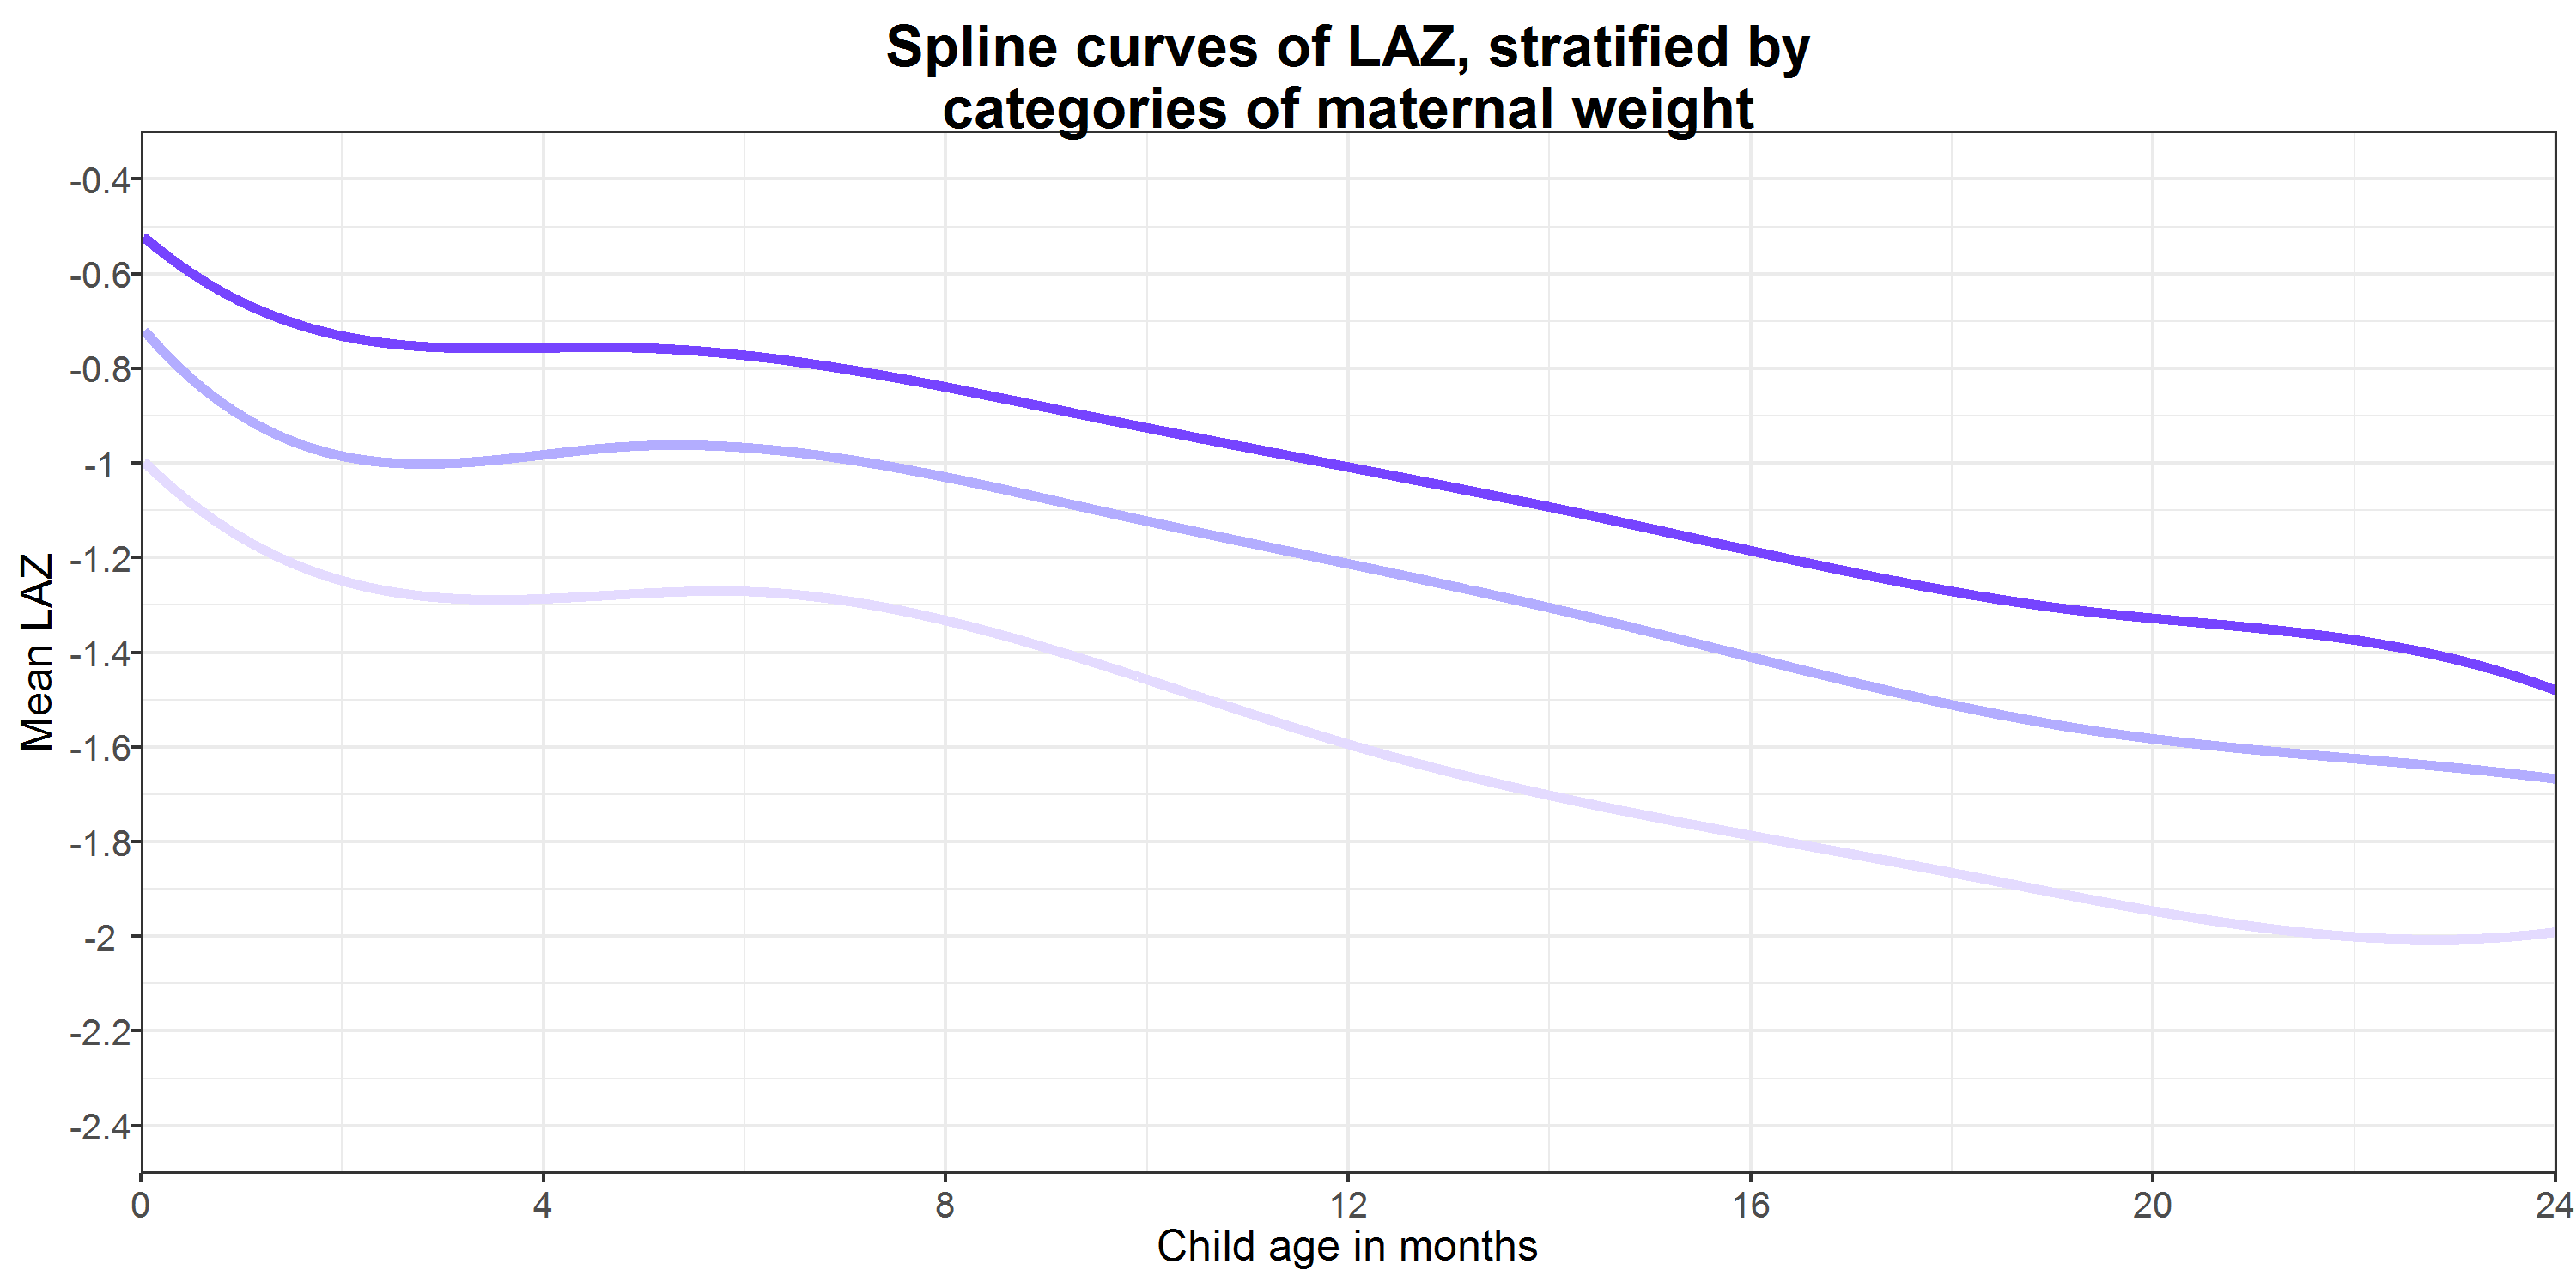 Spline curves of LAZ, stratified by
categories of maternal weight
Mean LAZ
-0.4
-0.6
-0.8
-1
-1.2
-1.4
-1.6
-1.8
-2
-2.2
-2.4
0 4 8 12 16 20 24
Child age in months